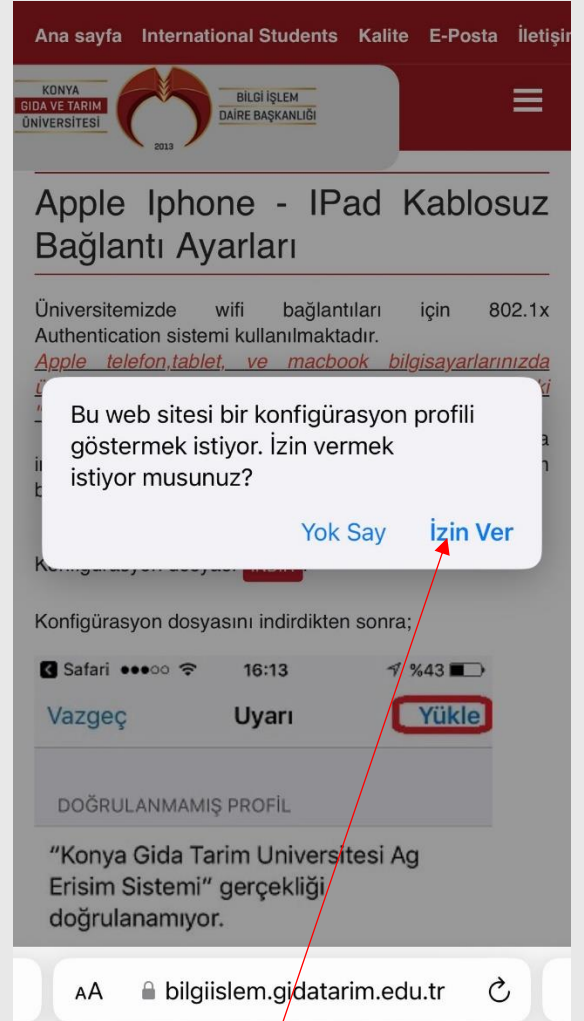 Ana sayfa International Students Kalite E-Posta İletişim
KONYA
GIDA VE TARIM
ÜNİVERSİTESİ
2013
BİLGİ İŞLEM
DAİRE BAŞKANLIĞI
Apple Iphone - IPad Kablosuz
Bağlantı Ayarları
Üniversitemizde wifi bağlantıları için 802.1x
Authentication sistemi kullanılmaktadır.
Apple telefon,tablet, ve macbook bilgisayarlarınızda
Bu web sitesi bir konfigürasyon profili
göstermek istiyor. İzin vermek
istiyor musunuz?
Yok Say İzin Ver
Konfigürasyon dosyası İNDİR .
Konfigürasyon dosyasını indirdikten sonra;
Safari 16:13 %43
Vazgeç Uyarı Yükle
DOĞRULANMAMIŞ PROFİL
“Konya Gida Tarim Universitesi Ag
Erisim Sistemi” gerçekliği
doğrulanamıyor.
AA bilgiislem.gidatarim.edu.tr